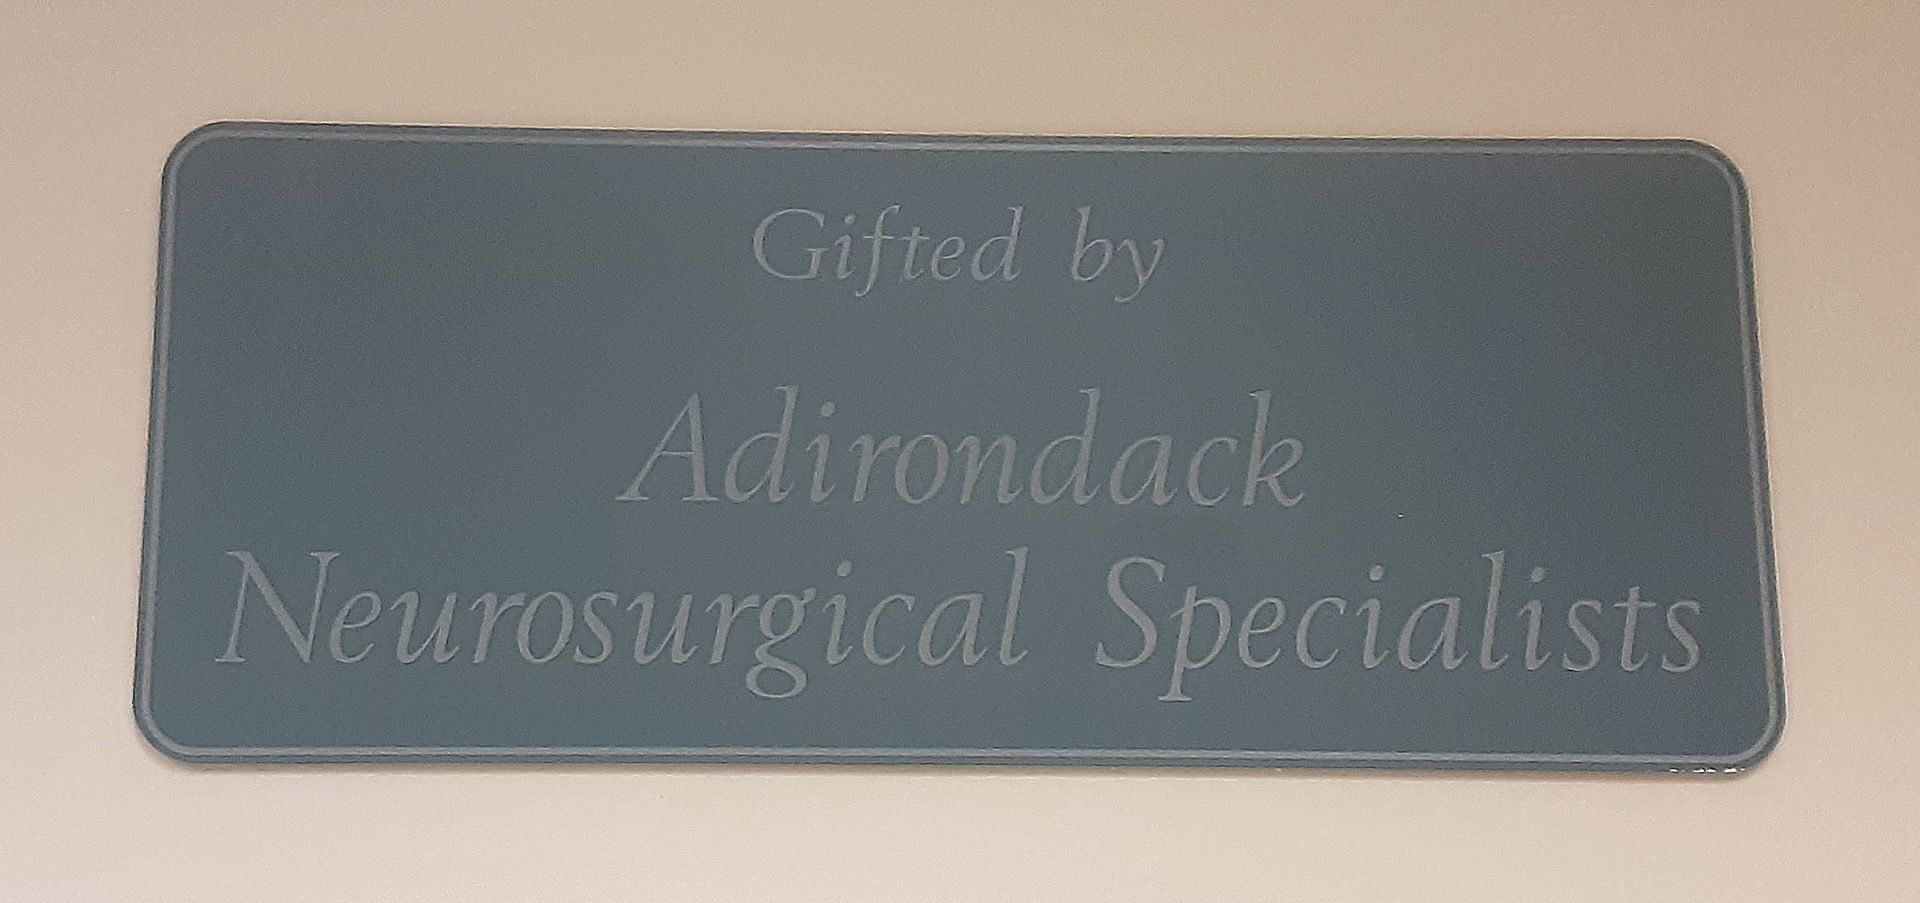 Gifted by
Adirondack
Neurosurgical Specialists